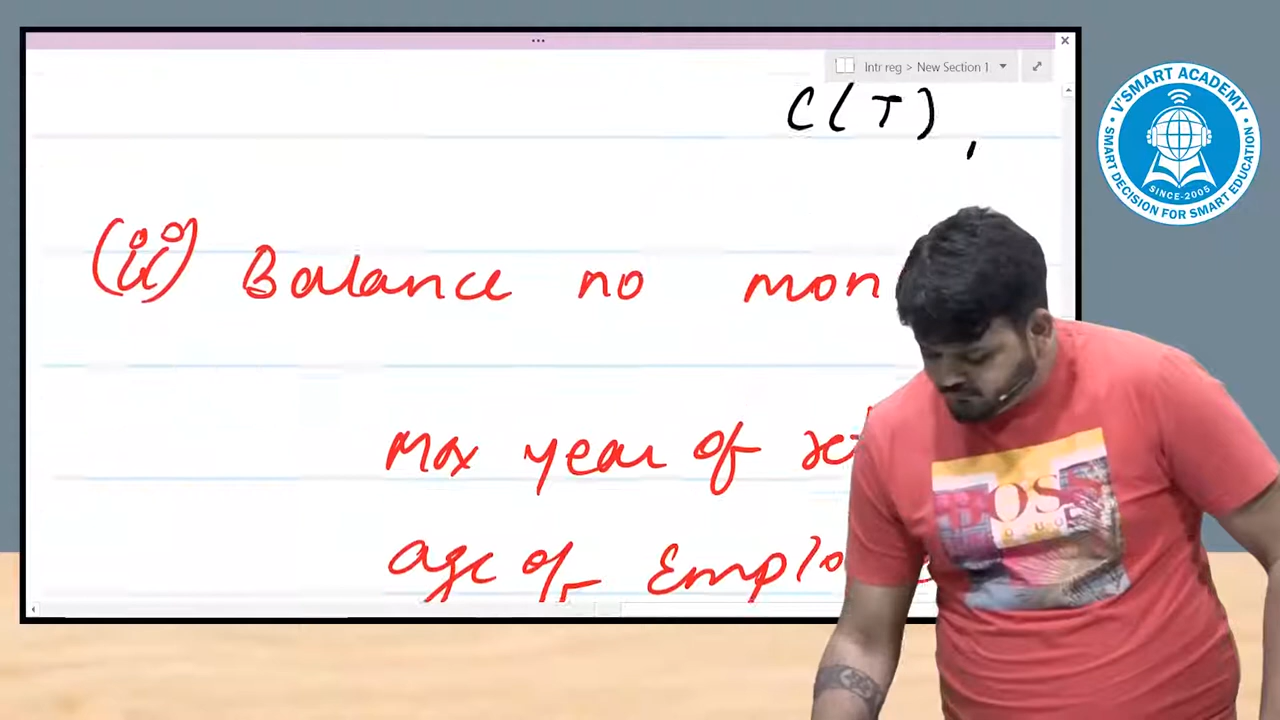 Intr reg > New Section 1
C(T),
(ii) Balance no mon
Max year of
age of Emplo
V'SMART ACADEMY
SMART DECISION FOR SMART EDUCATION
SINCE-2005
BOSS